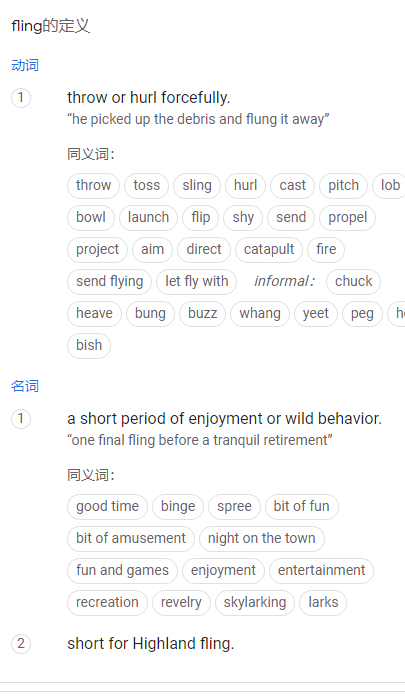 fling的定义
动词
1 throw or hurl forcefully.
“he picked up the debris and flung it away”
同义词：
throw toss sling hurl cast pitch lob
bowl launch flip shy send propel
project aim direct catapult fire
send flying let fly with informal： chuck
heave bung buzz whang yeet peg
bish
名词
1 a short period of enjoyment or wild behavior.
“one final fling before a tranquil retirement”
同义词：
good time binge spree bit of fun
bit of amusement night on the town
fun and games enjoyment entertainment
recreation revelry skylarking larks
2 short for Highland fling.